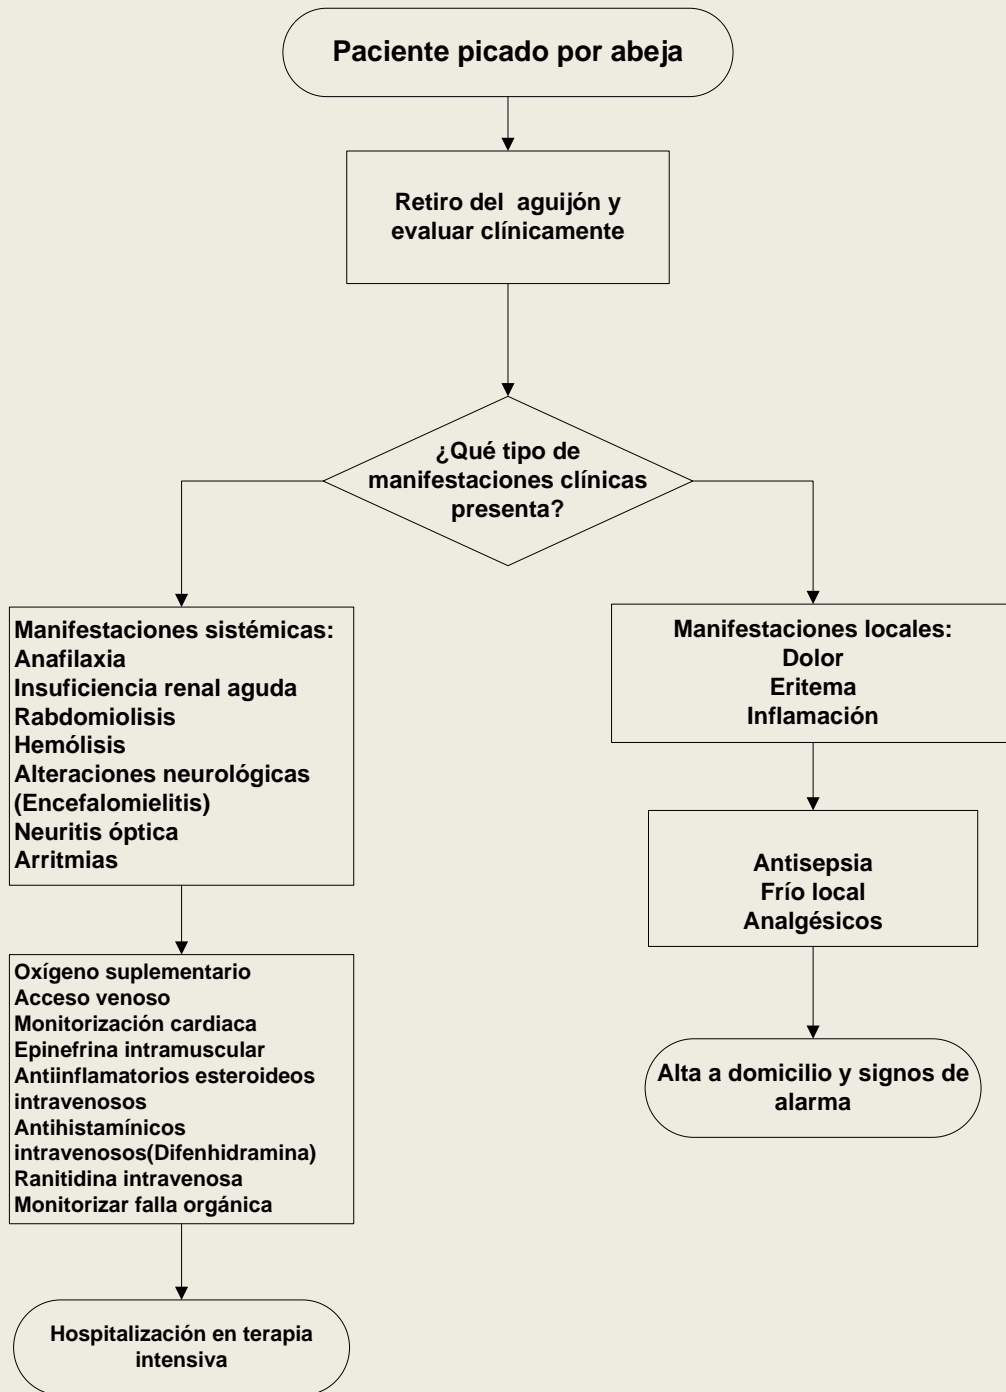 Paciente picado por abeja
Retiro del aguijón y
evaluar clínicamente
¿Qué tipo de
manifestaciones clínicas
presenta?
Manifestaciones sistémicas:
Anafilaxia
Insuficiencia renal aguda
Rabdomiolisis
Hemólisis
Alteraciones neurológicas
(Encefalomielitis)
Neuritis óptica
Arritmias
Oxígeno suplementario
Acceso venoso
Monitorización cardiaca
Epinefrina intramuscular
Antiinflamatorios esteroideos
intravenosos
Antihistamínicos
intravenosos(Difenhidramina)
Ranitidina intravenosa
Monitorizar falla orgánica
Hospitalización en terapia
intensiva
Manifestaciones locales:
Dolor
Eritema
Inflamación
Antisepsia
Frío local
Analgésicos
Alta a domicilio y signos de
alarma